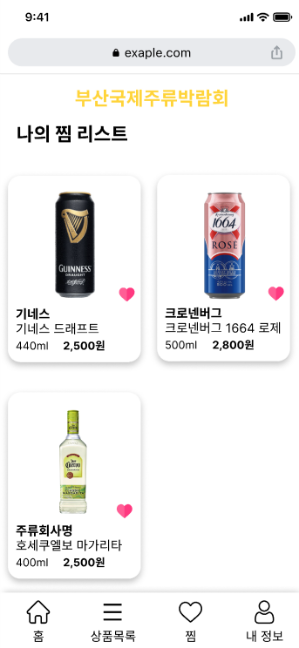 9:41
exaple.com
부산국제주류박람회
나의 찜 리스트
GUINNESS
1664
ROSÉ
기네스
기네스 드래프트
440ml 2,500원
크로넨버그
크로넨버그 1664 로제
500ml 2,800원
주류회사명
호세쿠엘보 마가리타
400ml 2,500원
홈
상품목록
찜
내 정보